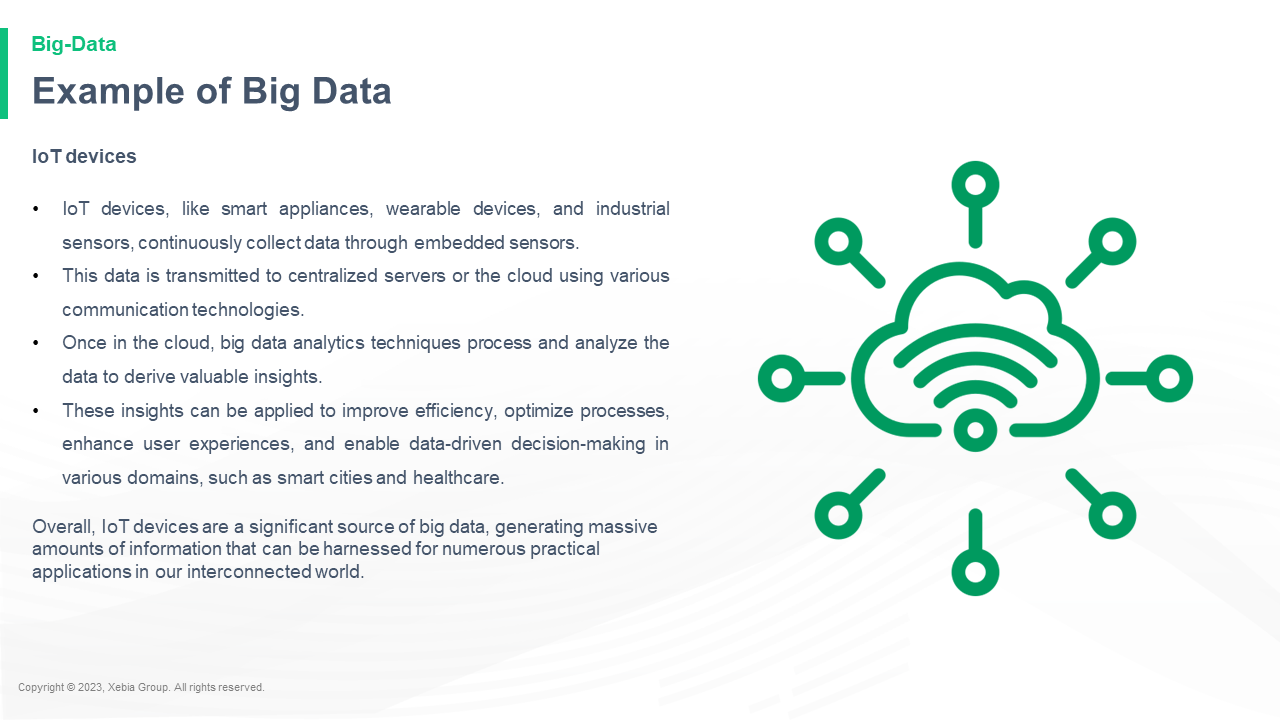 Big-Data
Example of Big Data
IoT devices
• IoT devices, like smart appliances, wearable devices, and industrial
sensors, continuously collect data through embedded sensors.
• This data is transmitted to centralized servers or the cloud using various
communication technologies.
• Once in the cloud, big data analytics techniques process and analyze the
data to derive valuable insights.
• These insights can be applied to improve efficiency, optimize processes,
enhance user experiences, and enable data-driven decision-making in
various domains, such as smart cities and healthcare.
Overall, IoT devices are a significant source of big data, generating massive
amounts of information that can be harnessed for numerous practical
applications in our interconnected world.
Copyright © 2023, Xebia Group. All rights reserved.